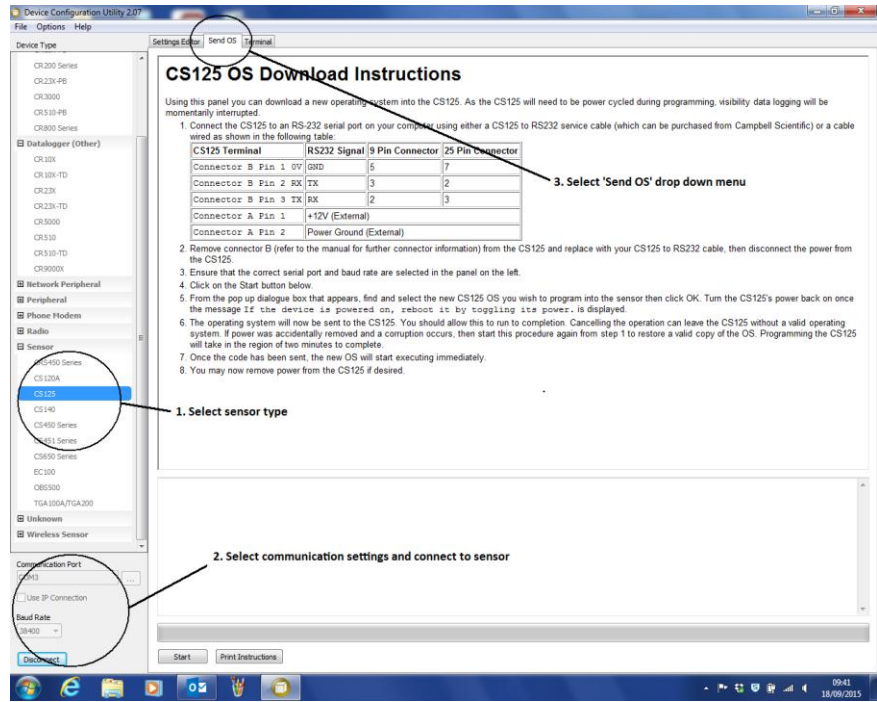 Device Configuration Utility 2.07
File Options Help
Device Type
CR200 Series
CR23X-PB
CR3000
CR510-PB
CR800 Series
Datalogger (Other)
CR10X
CR10X-TD
CR23X
CR23X-TD
CR5000
CR510
CR510-TD
CR9000X
Network Peripheral
Peripheral
Phone Modem
Radio
Sensor
CRS450 Series
CS120A
CS125
CS140
CS450 Series
CS451 Series
CS650 Series
EC100
OBS500
TGA100A/TGA200
Unknown
Wireless Sensor
Communication Port
COM3
...
Use IP Connection
Baud Rate
38400
Disconnect
Settings Editor Send OS Terminal
CS125 OS Download Instructions
Using this panel you can download a new operating system into the CS125. As the CS125 will need to be power cycled during programming, visibility data logging will be
momentarily interrupted.
1. Connect the CS125 to an RS-232 serial port on your computer using either a CS125 to RS232 service cable (which can be purchased from Campbell Scientific) or a cable
wired as shown in the following table:
CS125 Terminal RS232 Signal 9 Pin Connector 25 Pin Connector
Connector B Pin 1 0V GND 5 7
Connector B Pin 2 RX TX 3 2
Connector B Pin 3 TX RX 2 3
Connector A Pin 1 +12V (External)
Connector A Pin 2 Power Ground (External)
2. Remove connector B (refer to the manual for further connector information) from the CS125 and replace with your CS125 to RS232 cable, then disconnect the power from
the CS125.
3. Ensure that the correct serial port and baud rate are selected in the panel on the left.
4. Click on the Start button below.
5. From the pop up dialogue box that appears, find and select the new CS125 OS you wish to program into the sensor then click OK. Turn the CS125's power back on once
the message If the device is powered on, reboot it by toggling its power. is displayed.
6. The operating system will now be sent to the CS125. You should allow this to run to completion. Cancelling the operation can leave the CS125 without a valid operating
system. If power was accidentally removed and a corruption occurs, then start this procedure again from step 1 to restore a valid copy of the OS. Programming the CS125
will take in the region of two minutes to complete.
7. Once the code has been sent, the new OS will start executing immediately.
8. You may now remove power from the CS125 if desired.
3. Select 'Send OS' drop down menu
1. Select sensor type
2. Select communication settings and connect to sensor
Start Print Instructions
09:41
18/09/2015